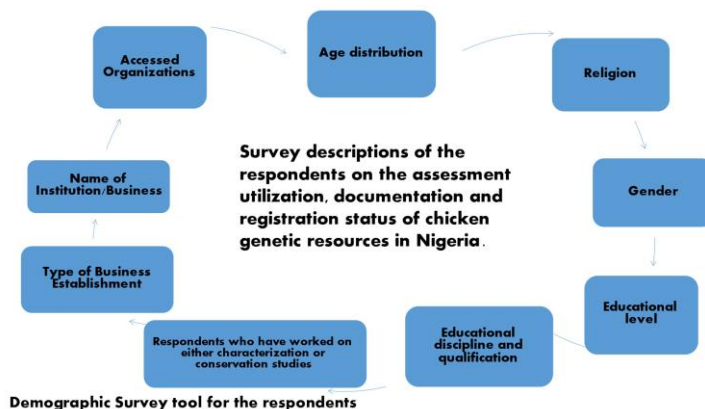 Accessed
Organizations
Age distribution
Religion
Gender
Educational
level
Educational
discipline and
qualification
Respondents who have worked on
either characterization or
conservation studies
Type of Business
Establishment
Name of
Institution/Business
Survey descriptions of the
respondents on the assessment
utilization, documentation and
registration status of chicken
genetic resources in Nigeria.
Demographic Survey tool for the respondents